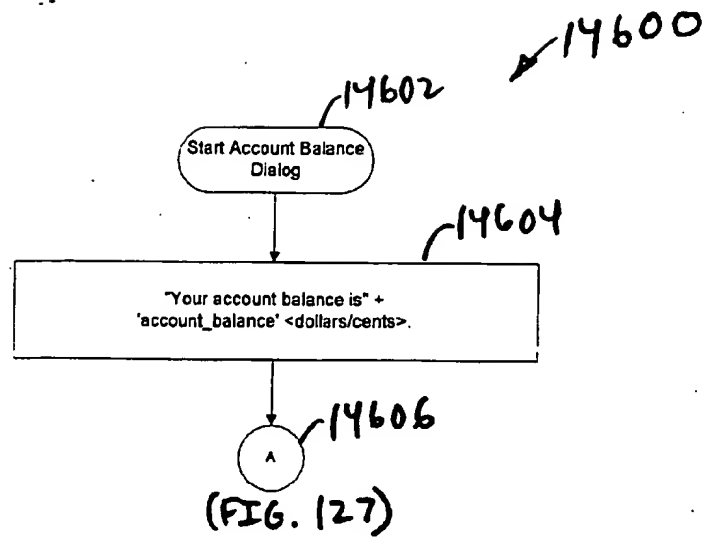 14600
14602
Start Account Balance
Dialog
14604
"Your account balance is" +
'account_balance' <dollars/cents>.
14606
A
(FIG. 127)